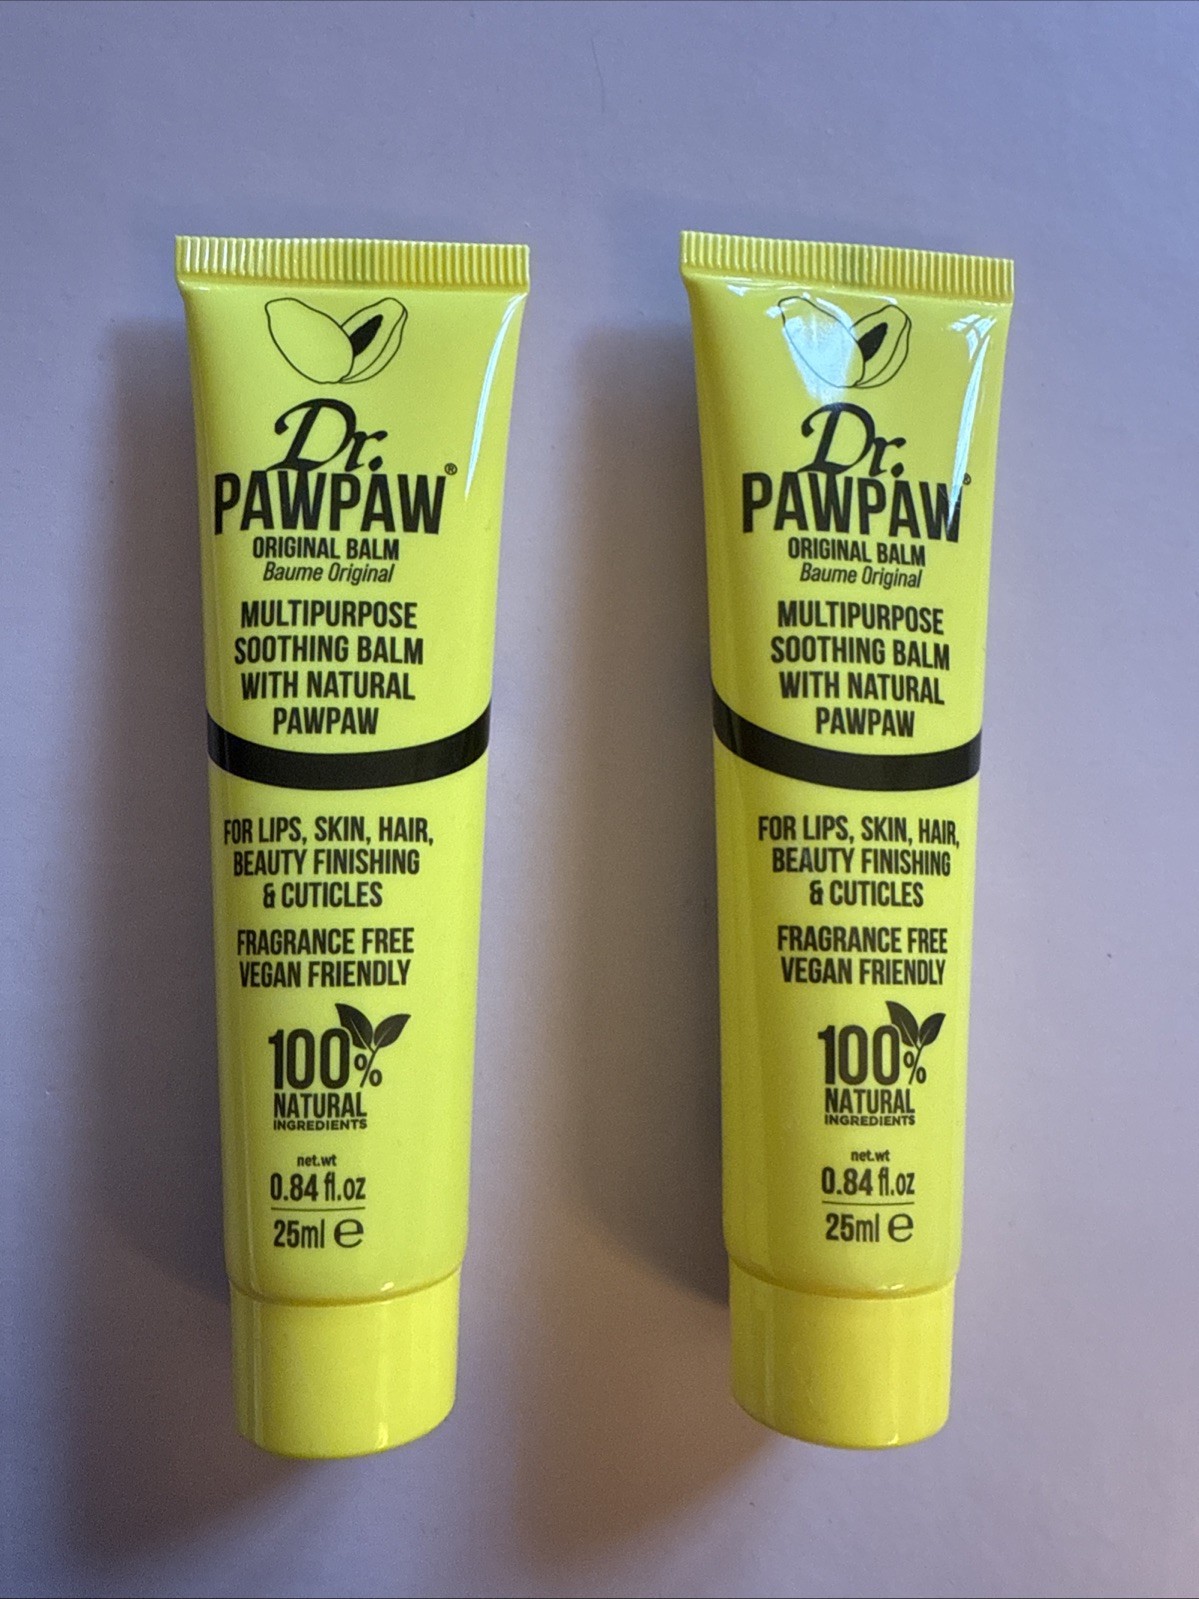 Dr.
PAWPAW®
ORIGINAL BALM
Baume Original
MULTIPURPOSE
SOOTHING BALM
WITH NATURAL
PAWPAW
FOR LIPS, SKIN, HAIR,
BEAUTY FINISHING
& CUTICLES
FRAGRANCE FREE
VEGAN FRIENDLY
100%
NATURAL
INGREDIENTS
net.wt
0.84 fl.oz
25ml ℮
Dr.
PAWPAW®
ORIGINAL BALM
Baume Original
MULTIPURPOSE
SOOTHING BALM
WITH NATURAL
PAWPAW
FOR LIPS, SKIN, HAIR,
BEAUTY FINISHING
& CUTICLES
FRAGRANCE FREE
VEGAN FRIENDLY
100%
NATURAL
INGREDIENTS
net.wt
0.84 fl.oz
25ml ℮